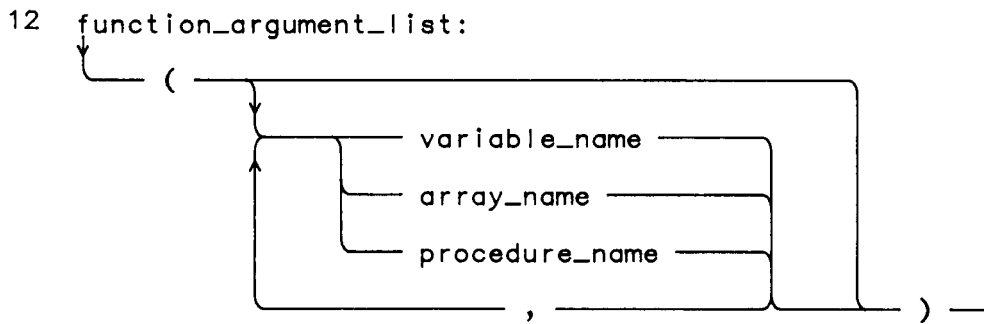 12 function_argument_list:
(
variable_name
array_name
procedure_name
, )